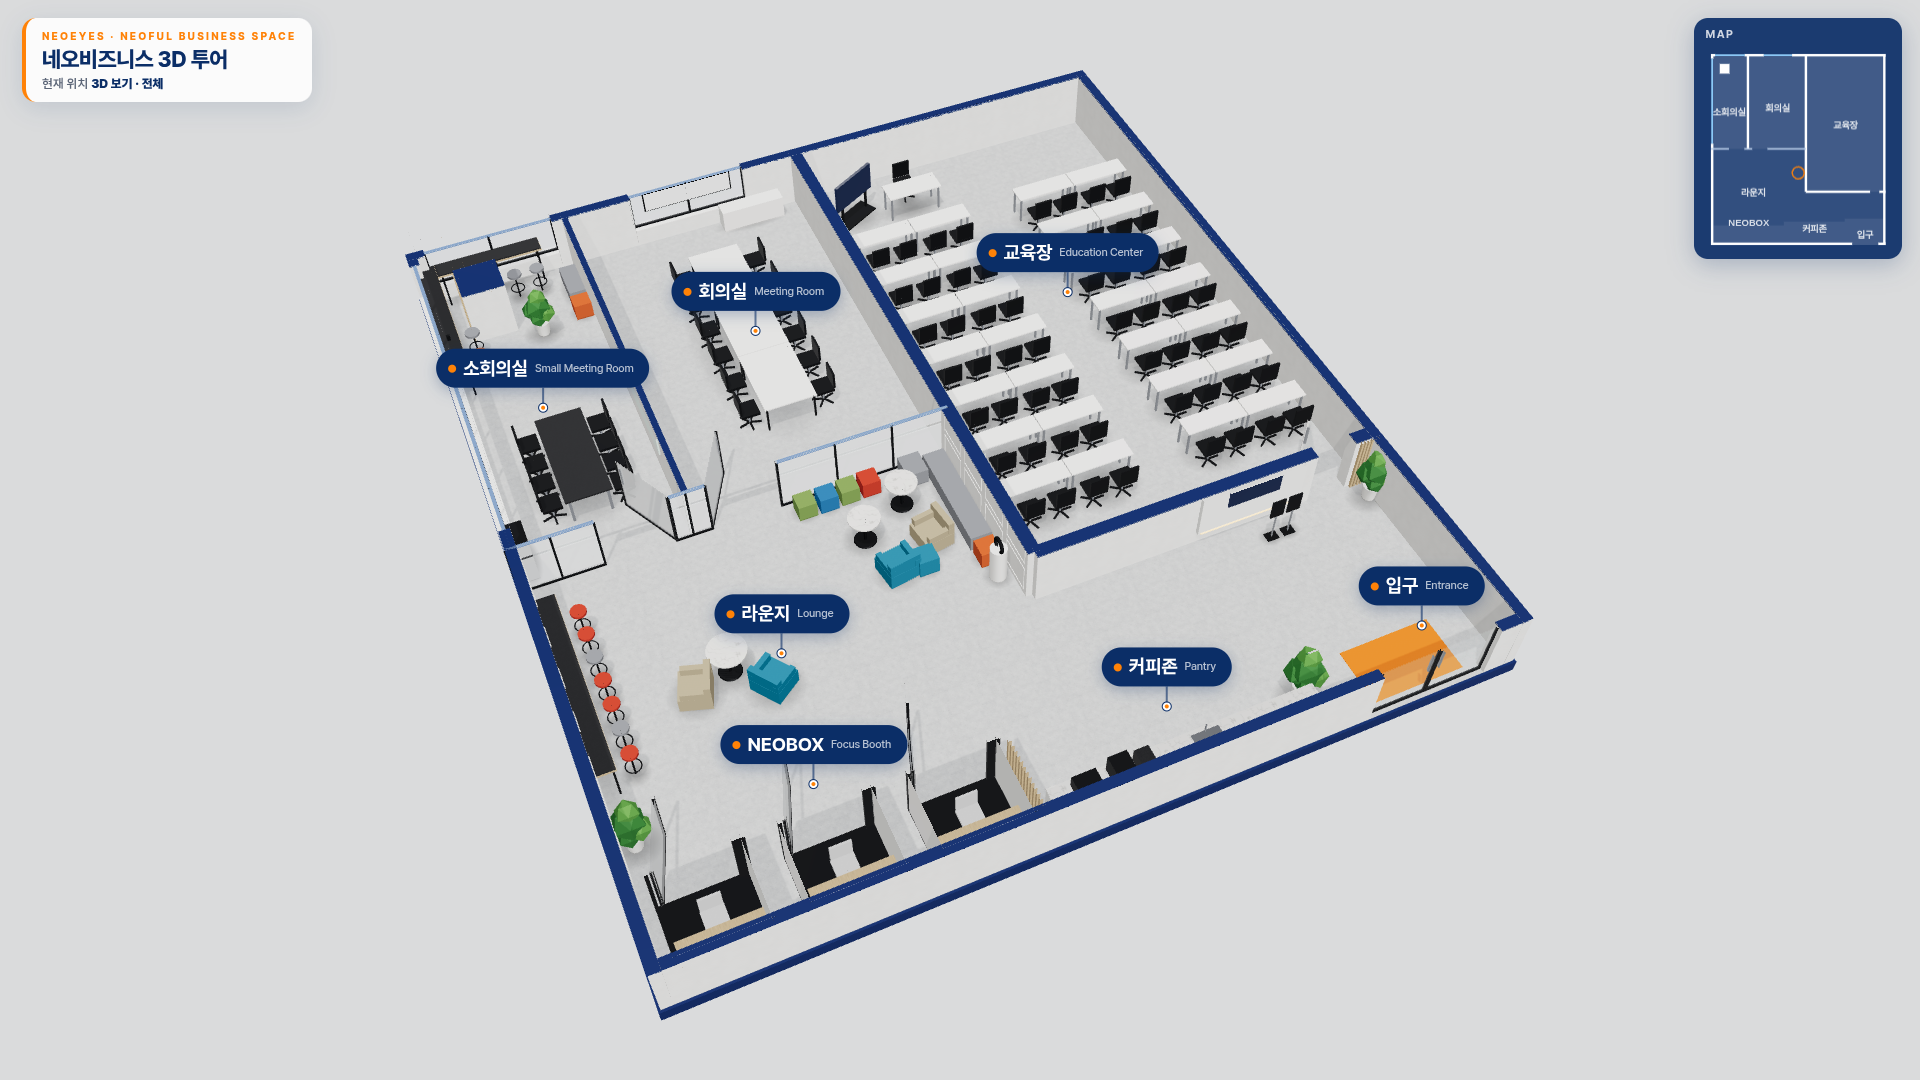 NEOEYES · NEOFUL BUSINESS SPACE
네오비즈니스 3D 투어
현재 위치 3D 보기 · 전체
MAP
소회의실
회의실
교육장
라운지
NEOBOX
커피존
입구
교육장 Education Center
회의실 Meeting Room
소회의실 Small Meeting Room
입구 Entrance
라운지 Lounge
커피존 Pantry
NEOBOX Focus Booth